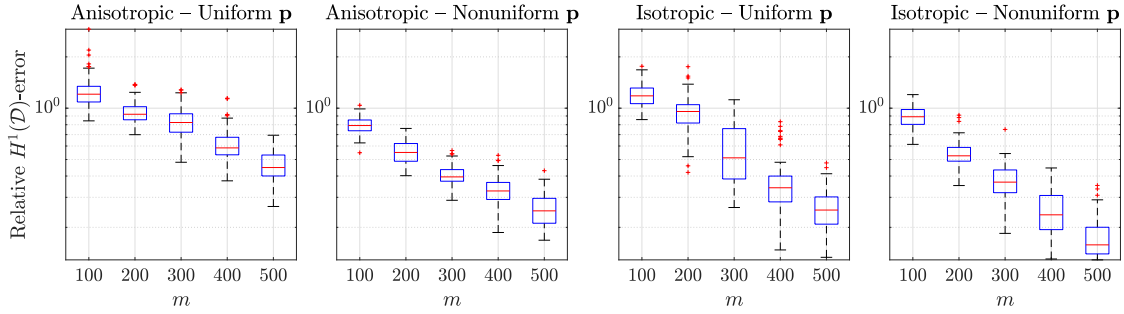 Anisotropic – Uniform p
Anisotropic – Nonuniform p
Isotropic – Uniform p
Isotropic – Nonuniform p
Relative H¹(𝒟)-error
10⁰
10⁰
10⁰
10⁰
100 200 300 400 500
100 200 300 400 500
100 200 300 400 500
100 200 300 400 500
m
m
m
m